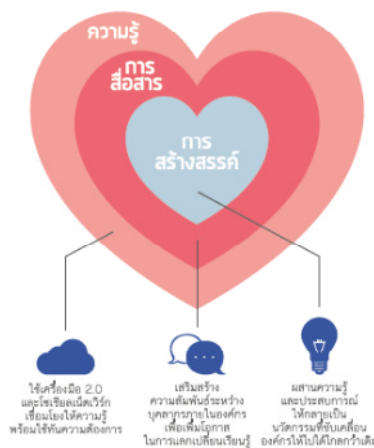 ความรู้
การ
สื่อสาร
การ
สร้างสรรค์
ใช้เครื่องมือ 2.0
และโซเชียลเน็ตเวิร์ก
เชื่อมโยงให้ความรู้
พร้อมใช้ทันความต้องการ
เสริมสร้าง
ความสัมพันธ์ระหว่าง
บุคลากรภายในองค์กร
เพื่อเพิ่มโอกาส
ในการแลกเปลี่ยนเรียนรู้
ผสานความรู้
และประสบการณ์
ให้กลายเป็น
นวัตกรรมที่ขับเคลื่อน
องค์กรให้ไปได้ไกลกว่าเดิม